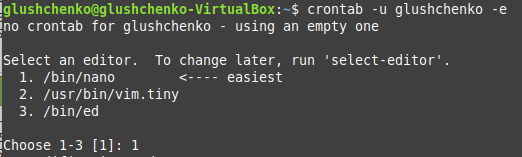 glushchenko@glushchenko-VirtualBox:~$ crontab -u glushchenko -e
no crontab for glushchenko - using an empty one
Select an editor.  To change later, run 'select-editor'.
  1. /bin/nano        <---- easiest
  2. /usr/bin/vim.tiny
  3. /bin/ed
Choose 1-3 [1]: 1